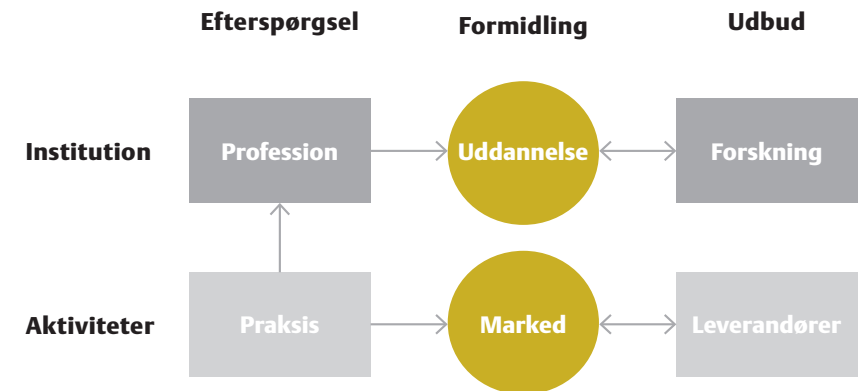 Efterspørgsel Formidling Udbud
Institution Profession Uddannelse Forskning
Aktiviteter Praksis Marked Leverandører